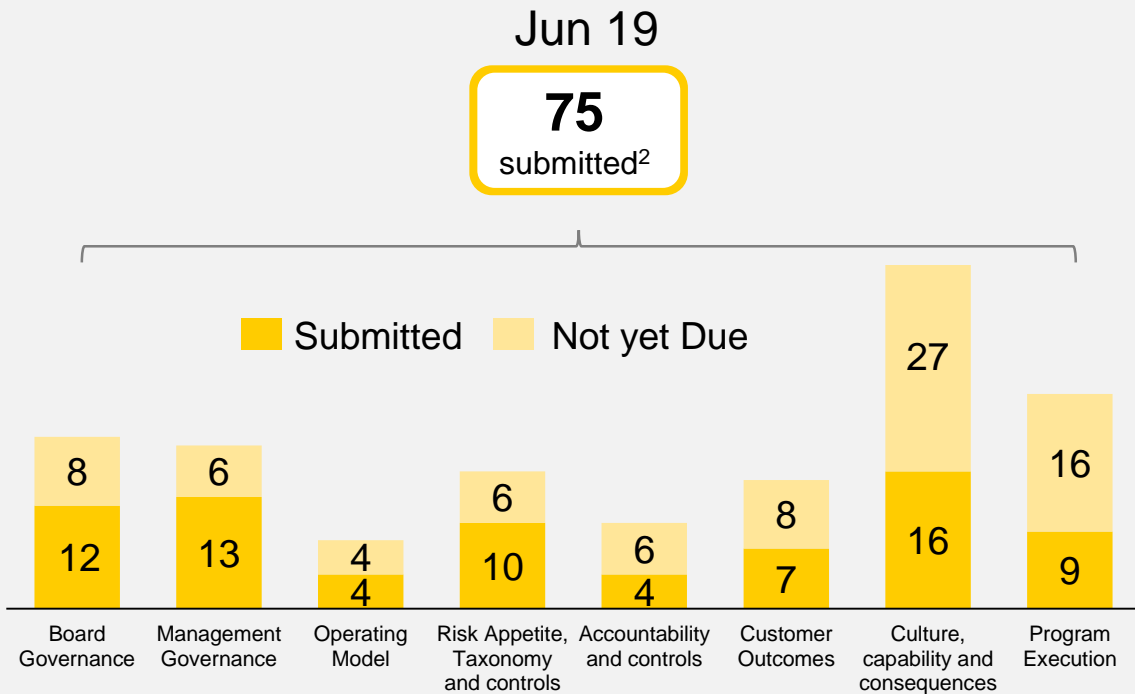 Jun 19
75
submitted2
Submitted Not yet Due
27
8 6 16
6
8
6
4
12 13 10 16
7 9
4 4
Board Management Operating Risk Appetite, Accountability Customer Culture, Program
Governance Governance Model Taxonomy and controls Outcomes capability and Execution
and controls consequences